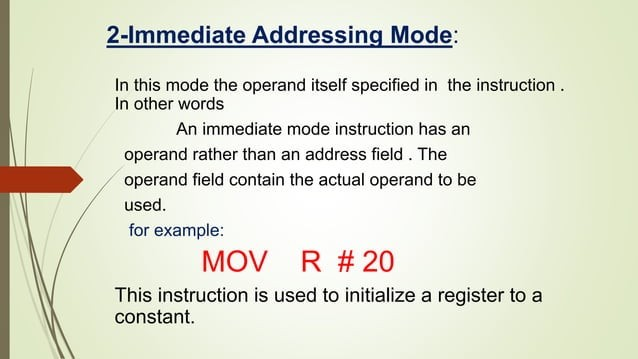 2-Immediate Addressing Mode:
In this mode the operand itself specified in the instruction .
In other words
An immediate mode instruction has an
operand rather than an address field . The
operand field contain the actual operand to be
used.
for example:
MOV R # 20
This instruction is used to initialize a register to a
constant.